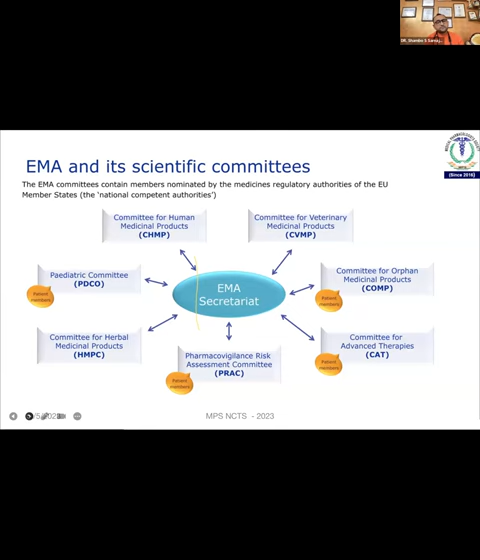 EMA and its scientific committees
The EMA committees contain members nominated by the medicines regulatory authorities of the EU
Member States (the 'national competent authorities')
(Since 2016)
Committee for Human
Medicinal Products
(CHMP)
Committee for Veterinary
Medicinal Products
(CVMP)
Paediatric Committee
(PDCO)
Patient
members
EMA
Secretariat
Committee for Orphan
Medicinal Products
(COMP)
Patient
members
Committee for Herbal
Medicinal Products
(HMPC)
Committee for
Advanced Therapies
(CAT)
Patient
members
Pharmacovigilance Risk
Assessment Committee
(PRAC)
Patient
members
MPS NCTS - 2023